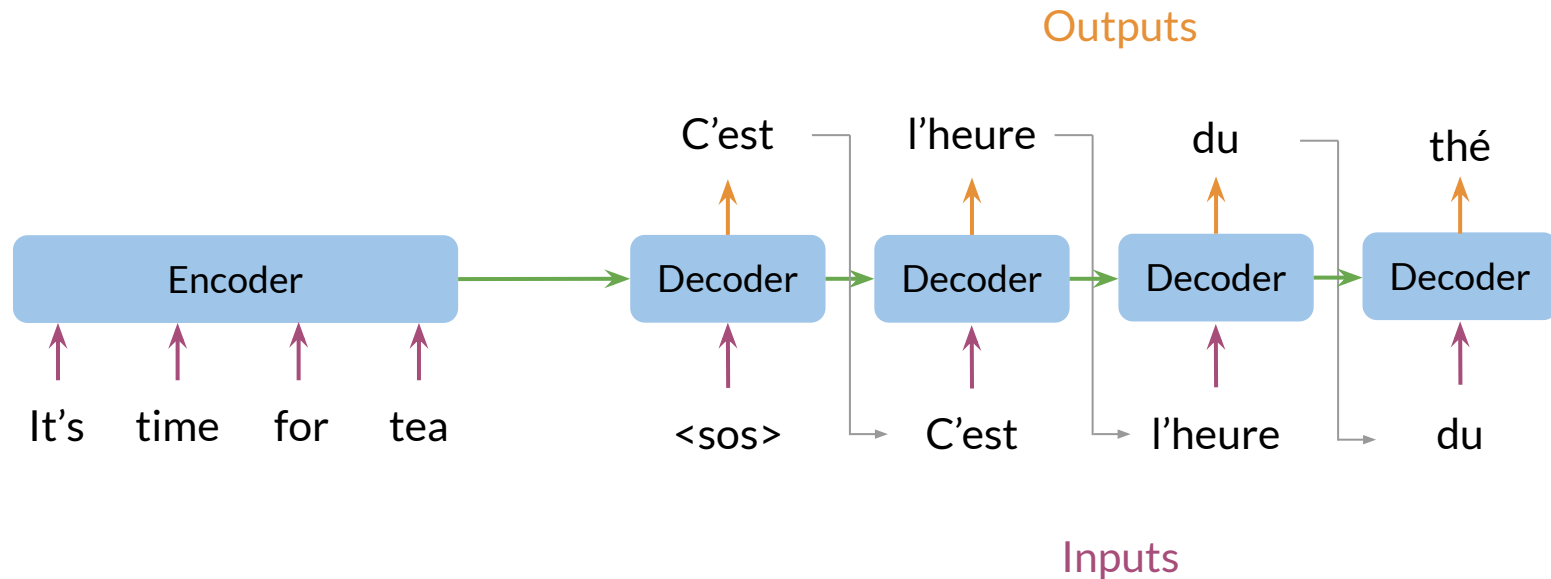 Outputs
C’est l’heure du thé
Encoder Decoder Decoder Decoder Decoder
It’s time for tea <sos> C’est l’heure du
Inputs